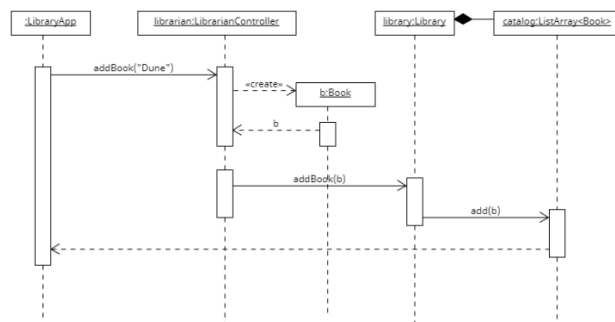 :LibraryApp
librarian:LibrarianController
library:Library
catalog:ListArray<Book>
addBook("Dune")
«create»
b:Book
b
addBook(b)
add(b)